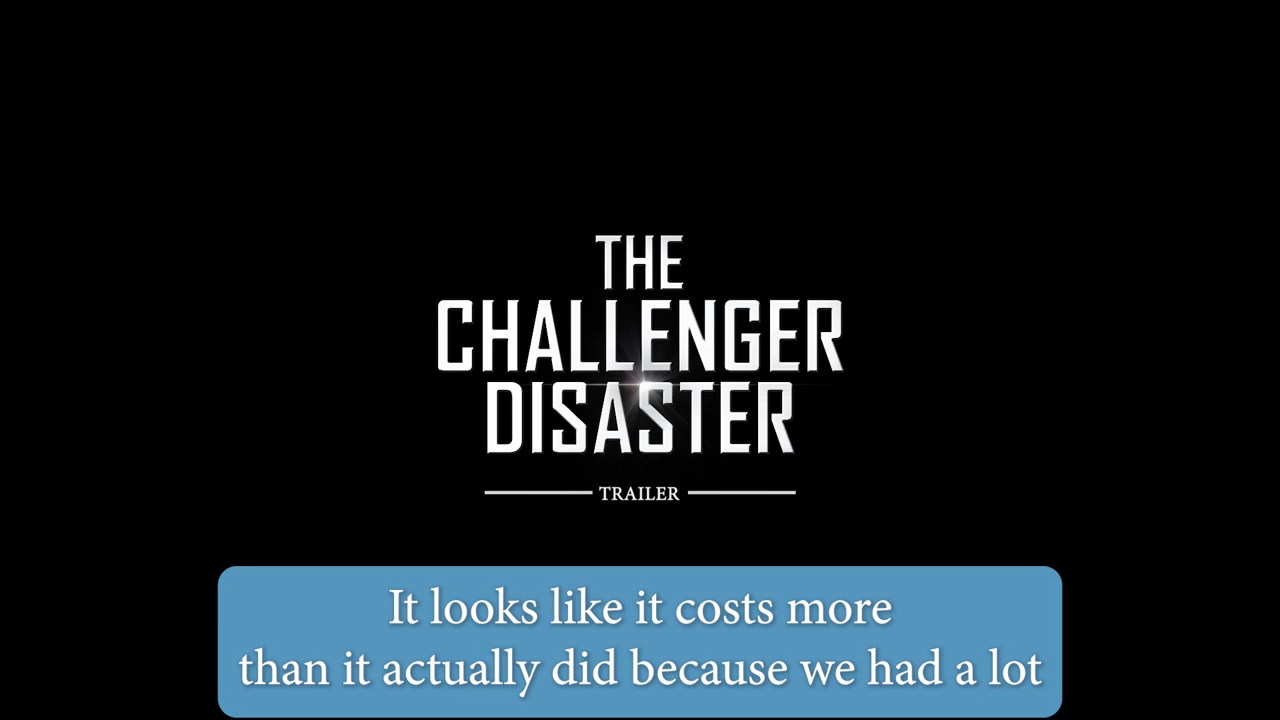 THE
CHALLENGER
DISASTER
TRAILER
It looks like it costs more
than it actually did because we had a lot